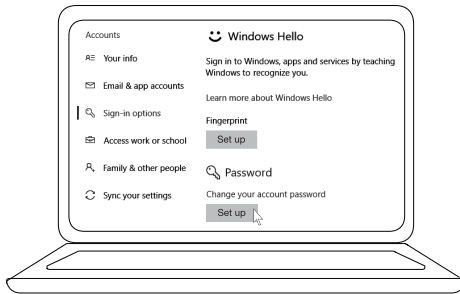 Accounts
Your info
Email & app accounts
Sign-in options
Access work or school
Family & other people
Sync your settings
Windows Hello
Sign in to Windows, apps and services by teaching
Windows to recognize you.
Learn more about Windows Hello
Fingerprint
Set up
Password
Change your account password
Set up